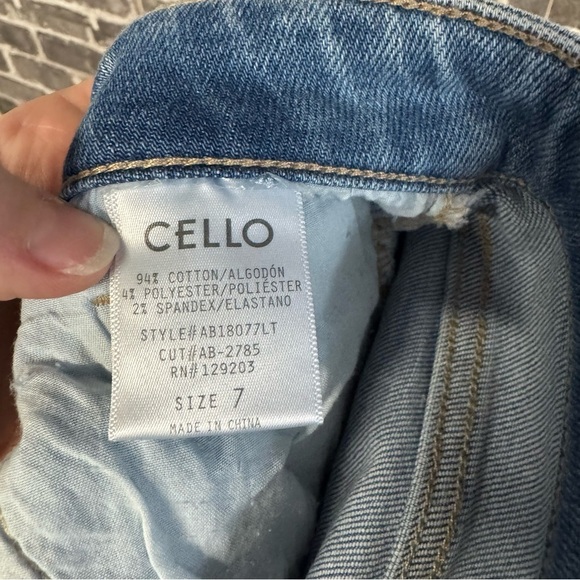 CELLO
94% COTTON/ALGODÓN
4% POLYESTER/POLIÉSTER
2% SPANDEX/ELASTANO
STYLE#AB18077LT
CUT#AB-2785
RN#129203
SIZE 7
MADE IN CHINA